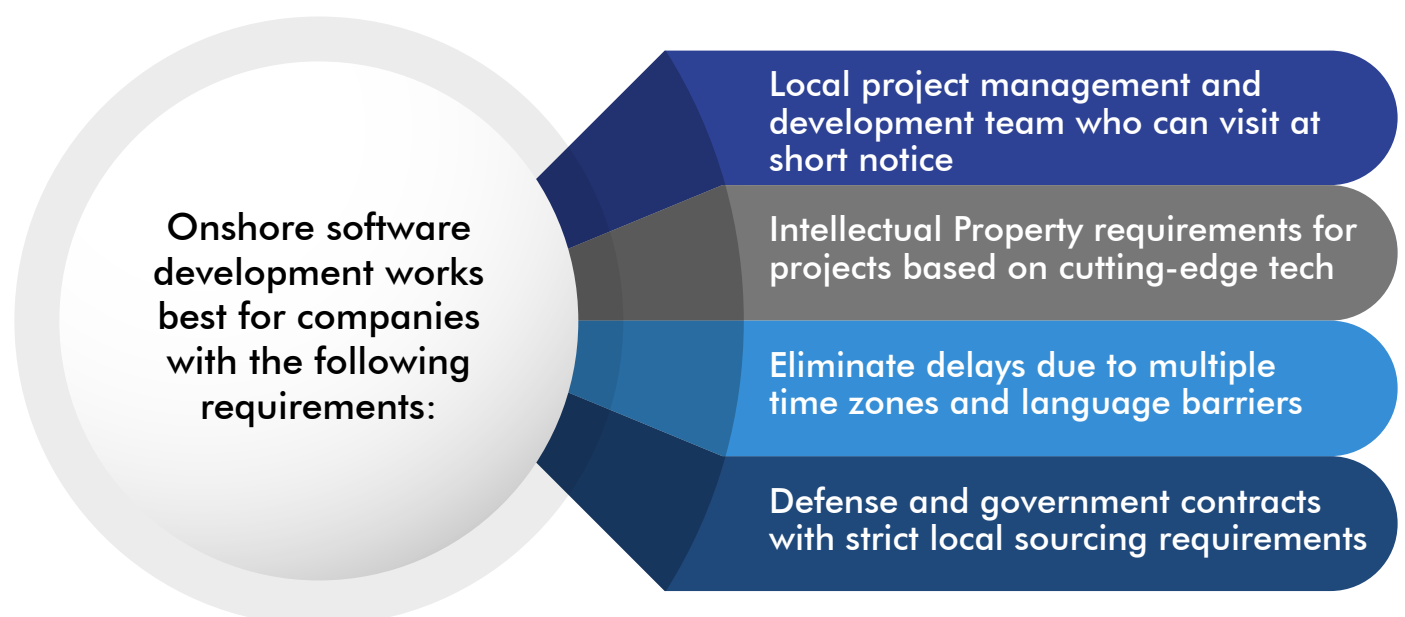 Onshore software
development works
best for companies
with the following
requirements:
Local project management and
development team who can visit at
short notice
Intellectual Property requirements for
projects based on cutting-edge tech
Eliminate delays due to multiple
time zones and language barriers
Defense and government contracts
with strict local sourcing requirements